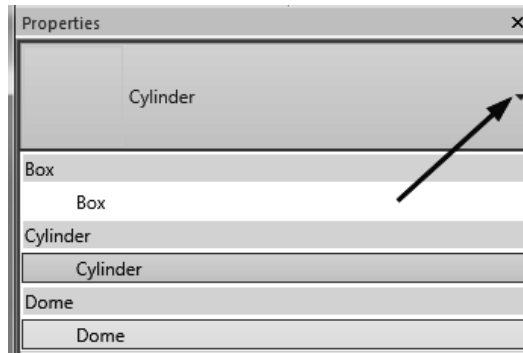 Properties
Cylinder
Box
Box
Cylinder
Cylinder
Dome
Dome